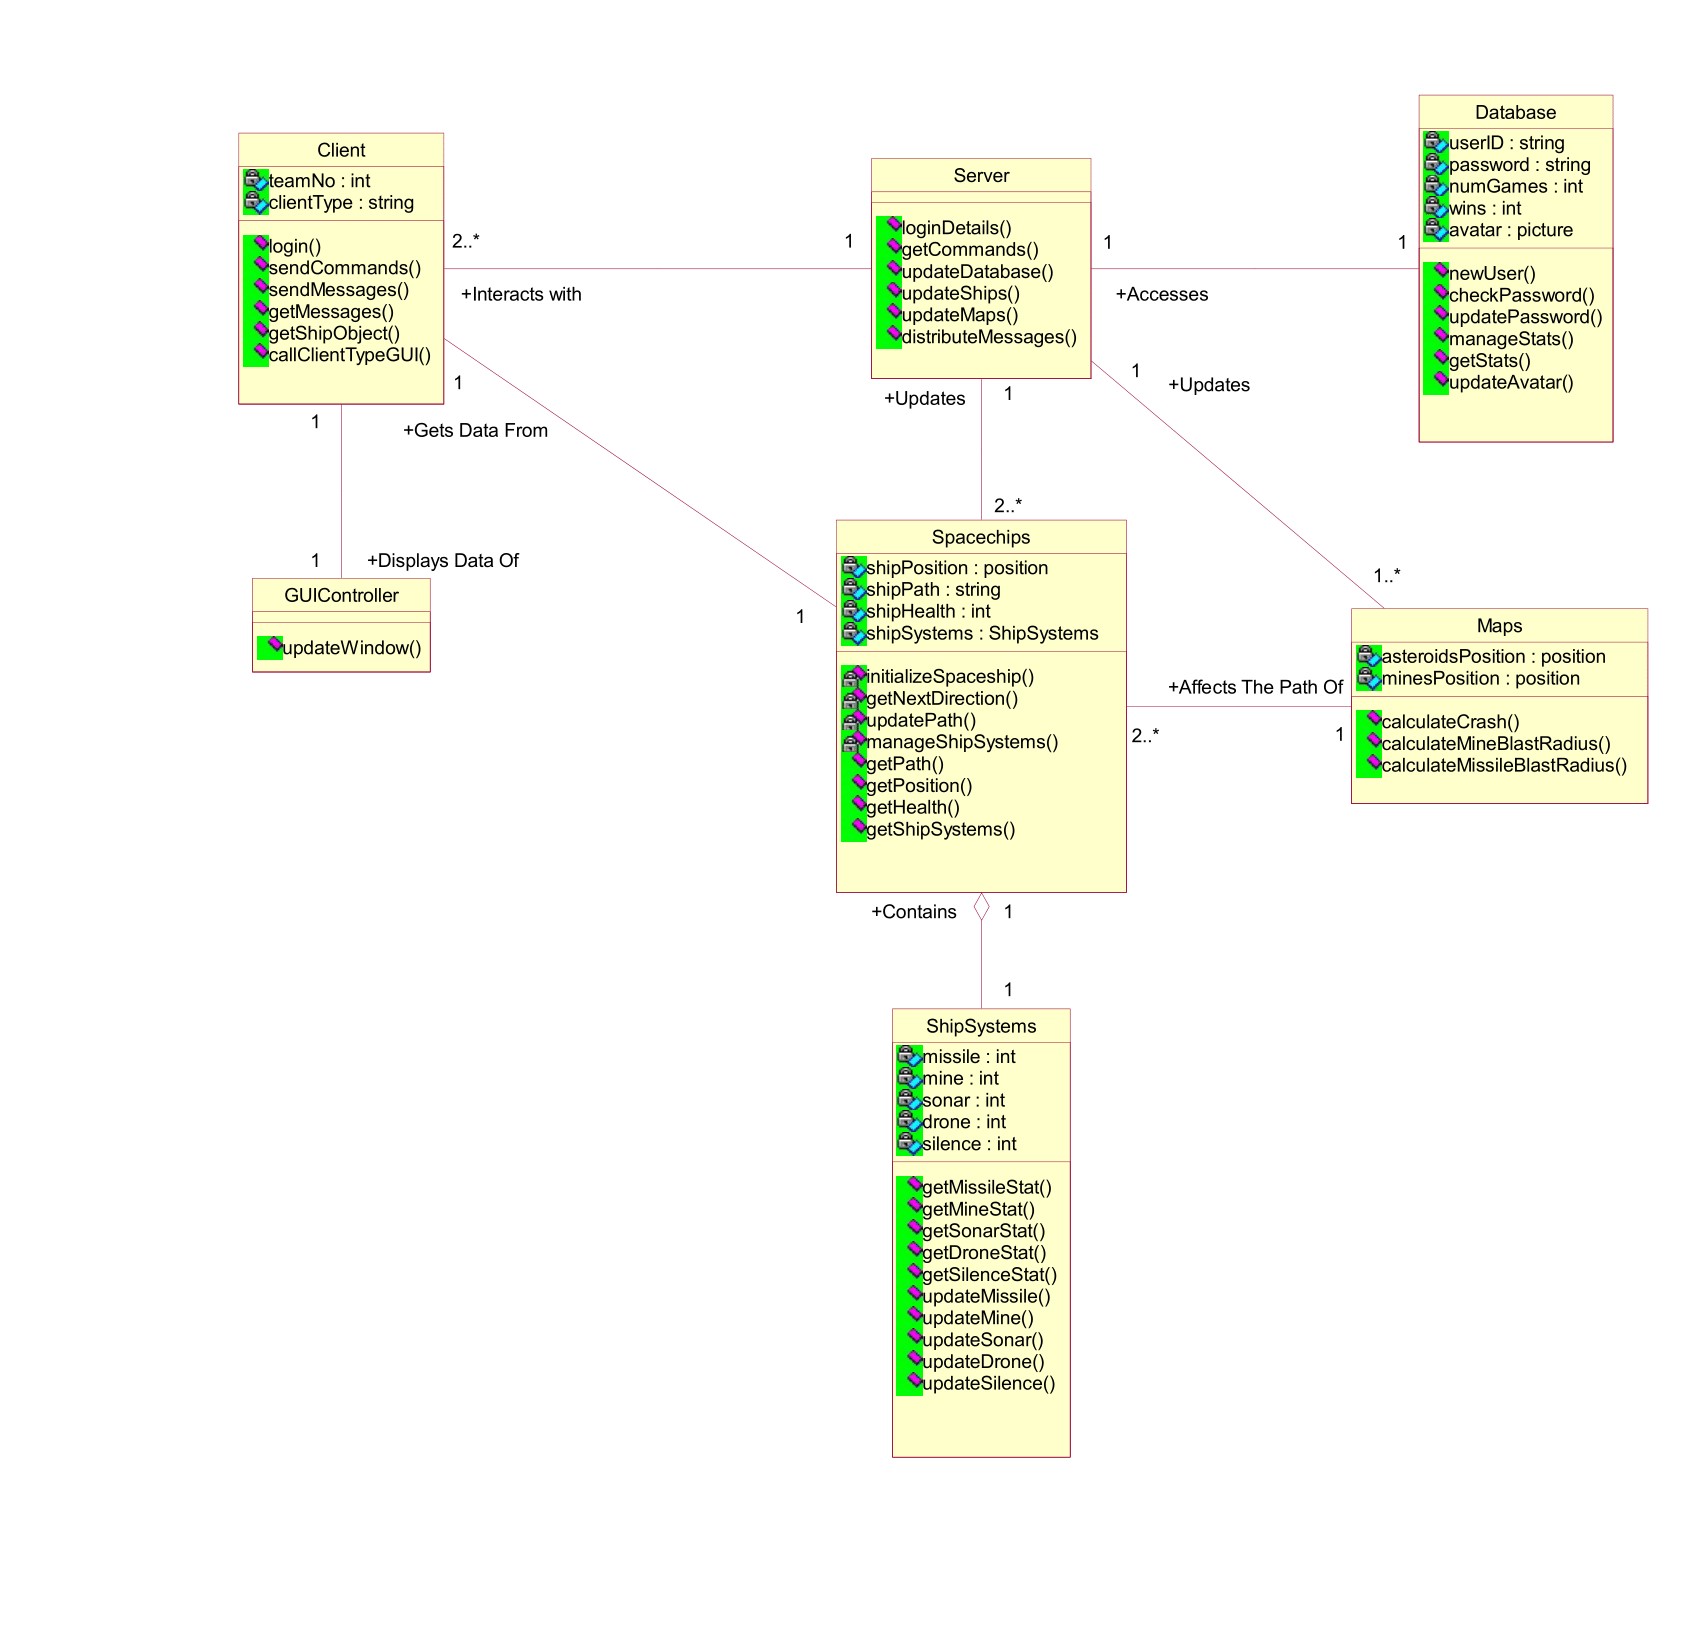 Client
teamNo : int
clientType : string
login()
sendCommands()
sendMessages()
getMessages()
getShipObject()
callClientTypeGUI()
2..*
+Interacts with
1
Server
loginDetails()
getCommands()
updateDatabase()
updateShips()
updateMaps()
distributeMessages()
1
+Accesses
1
Database
userID : string
password : string
numGames : int
wins : int
avatar : picture
newUser()
checkPassword()
updatePassword()
manageStats()
getStats()
updateAvatar()
1
+Gets Data From
1
1
1
+Displays Data Of
GUIController
updateWindow()
+Updates
1
2..*
1
+Updates
1..*
Spacechips
shipPosition : position
shipPath : string
shipHealth : int
shipSystems : ShipSystems
initializeSpaceship()
getNextDirection()
updatePath()
manageShipSystems()
getPath()
getPosition()
getHealth()
getShipSystems()
+Affects The Path Of
2..*
1
Maps
asteroidsPosition : position
minesPosition : position
calculateCrash()
calculateMineBlastRadius()
calculateMissileBlastRadius()
+Contains
1
1
ShipSystems
missile : int
mine : int
sonar : int
drone : int
silence : int
getMissileStat()
getMineStat()
getSonarStat()
getDroneStat()
getSilenceStat()
updateMissile()
updateMine()
updateSonar()
updateDrone()
updateSilence()